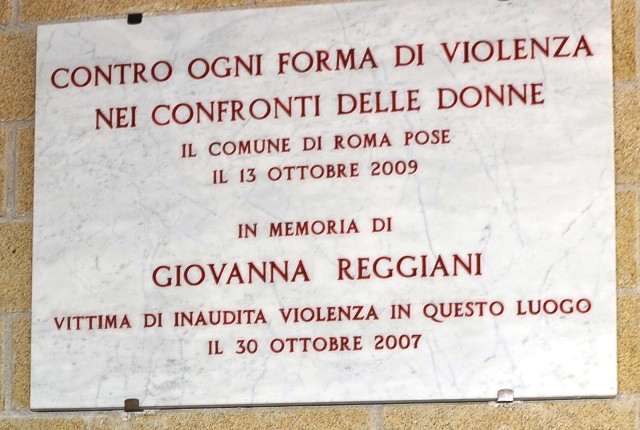 CONTRO OGNI FORMA DI VIOLENZA
NEI CONFRONTI DELLE DONNE
IL COMUNE DI ROMA POSE
IL 13 OTTOBRE 2009
IN MEMORIA DI
GIOVANNA REGGIANI
VITTIMA DI INAUDITA VIOLENZA IN QUESTO LUOGO
IL 30 OTTOBRE 2007